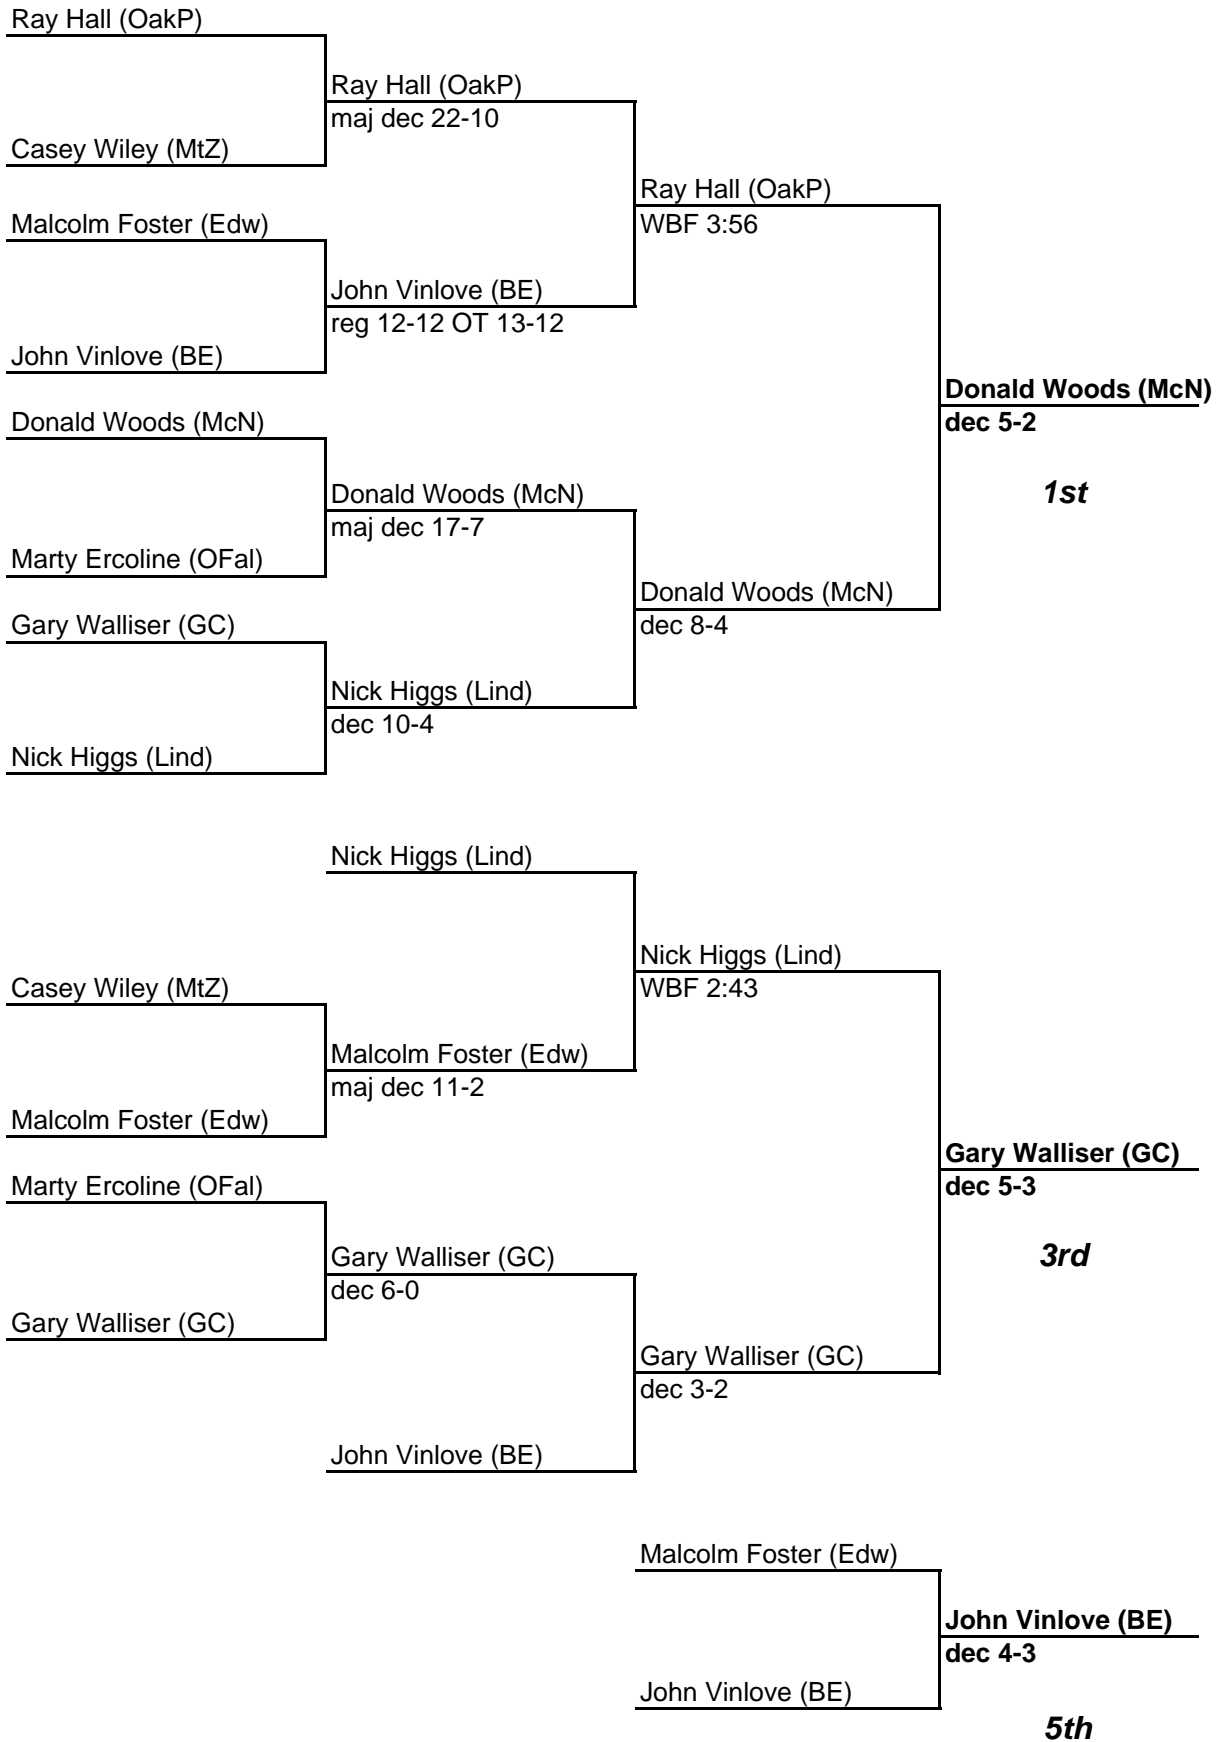 Ray Hall (OakP)
Ray Hall (OakP)
maj dec 22-10
Casey Wiley (MtZ)
Ray Hall (OakP)
WBF 3:56
Malcolm Foster (Edw)
John Vinlove (BE)
reg 12-12 OT 13-12
John Vinlove (BE)
Donald Woods (McN)
dec 5-2
Donald Woods (McN)
1st
Donald Woods (McN)
maj dec 17-7
Marty Ercoline (OFal)
Donald Woods (McN)
dec 8-4
Gary Walliser (GC)
Nick Higgs (Lind)
dec 10-4
Nick Higgs (Lind)
Nick Higgs (Lind)
Nick Higgs (Lind)
WBF 2:43
Casey Wiley (MtZ)
Malcolm Foster (Edw)
maj dec 11-2
Malcolm Foster (Edw)
Gary Walliser (GC)
dec 5-3
Marty Ercoline (OFal)
3rd
Gary Walliser (GC)
dec 6-0
Gary Walliser (GC)
Gary Walliser (GC)
dec 3-2
John Vinlove (BE)
Malcolm Foster (Edw)
John Vinlove (BE)
dec 4-3
John Vinlove (BE)
5th